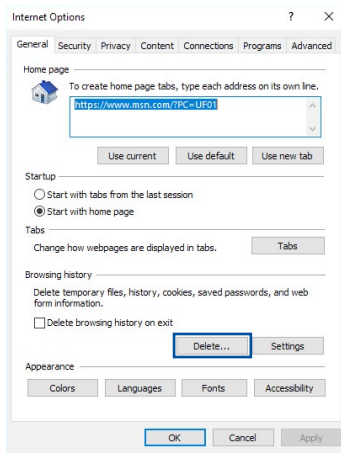 Internet Options ? ×
General Security Privacy Content Connections Programs Advanced
Home page
To create home page tabs, type each address on its own line.
https://www.msn.com/?PC=UF01
Use current Use default Use new tab
Startup
Start with tabs from the last session
Start with home page
Tabs
Change how webpages are displayed in tabs. Tabs
Browsing history
Delete temporary files, history, cookies, saved passwords, and web
form information.
Delete browsing history on exit
Delete... Settings
Appearance
Colors Languages Fonts Accessibility
OK Cancel Apply